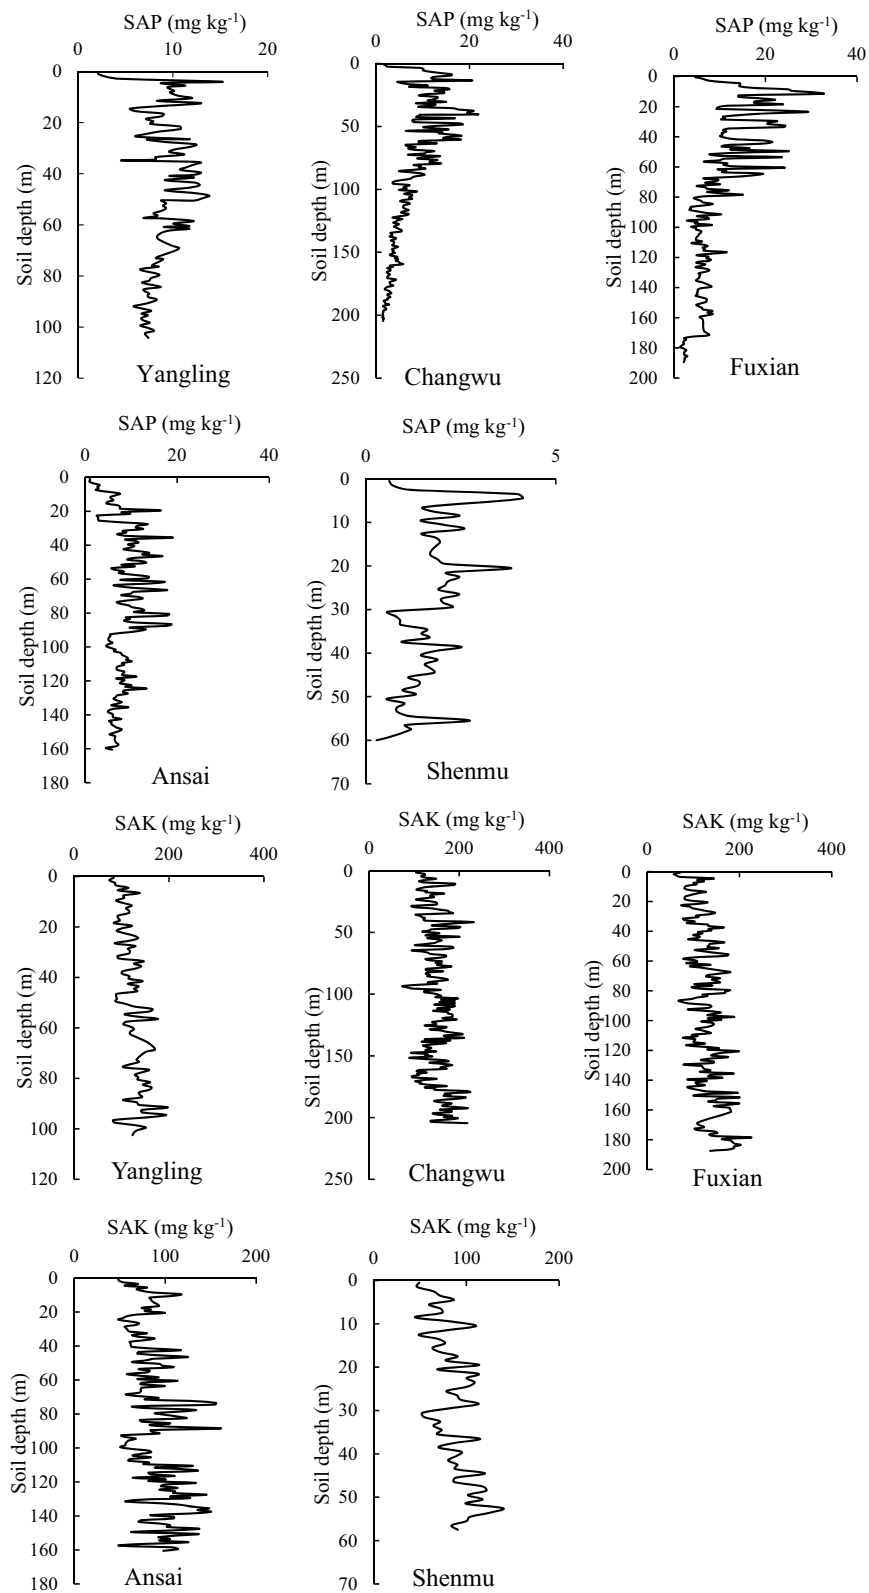 SAP (mg kg⁻¹) SAP (mg kg⁻¹) SAP (mg kg⁻¹)
0 10 20 0 20 40 0 20 40
Soil depth (m) 0 20 40 60 80 100 120
Yangling
Soil depth (m) 0 50 100 150 200 250
Changwu
Soil depth (m) 0 20 40 60 80 100 120 140 160 180 200
Fuxian
SAP (mg kg⁻¹) SAP (mg kg⁻¹)
0 20 40 0 5
Soil depth (m) 0 20 40 60 80 100 120 140 160 180
Ansai
Soil depth (m) 0 10 20 30 40 50 60 70
Shenmu
SAK (mg kg⁻¹) SAK (mg kg⁻¹) SAK (mg kg⁻¹)
0 200 400 0 200 400 0 200 400
Soil depth (m) 0 20 40 60 80 100 120
Yangling
Soil depth (m) 0 50 100 150 200 250
Changwu
Soil depth (m) 0 20 40 60 80 100 120 140 160 180 200
Fuxian
SAK (mg kg⁻¹) SAK (mg kg⁻¹)
0 100 200 0 100 200
Soil depth (m) 0 20 40 60 80 100 120 140 160 180
Ansai
Soil depth (m) 0 10 20 30 40 50 60 70
Shenmu